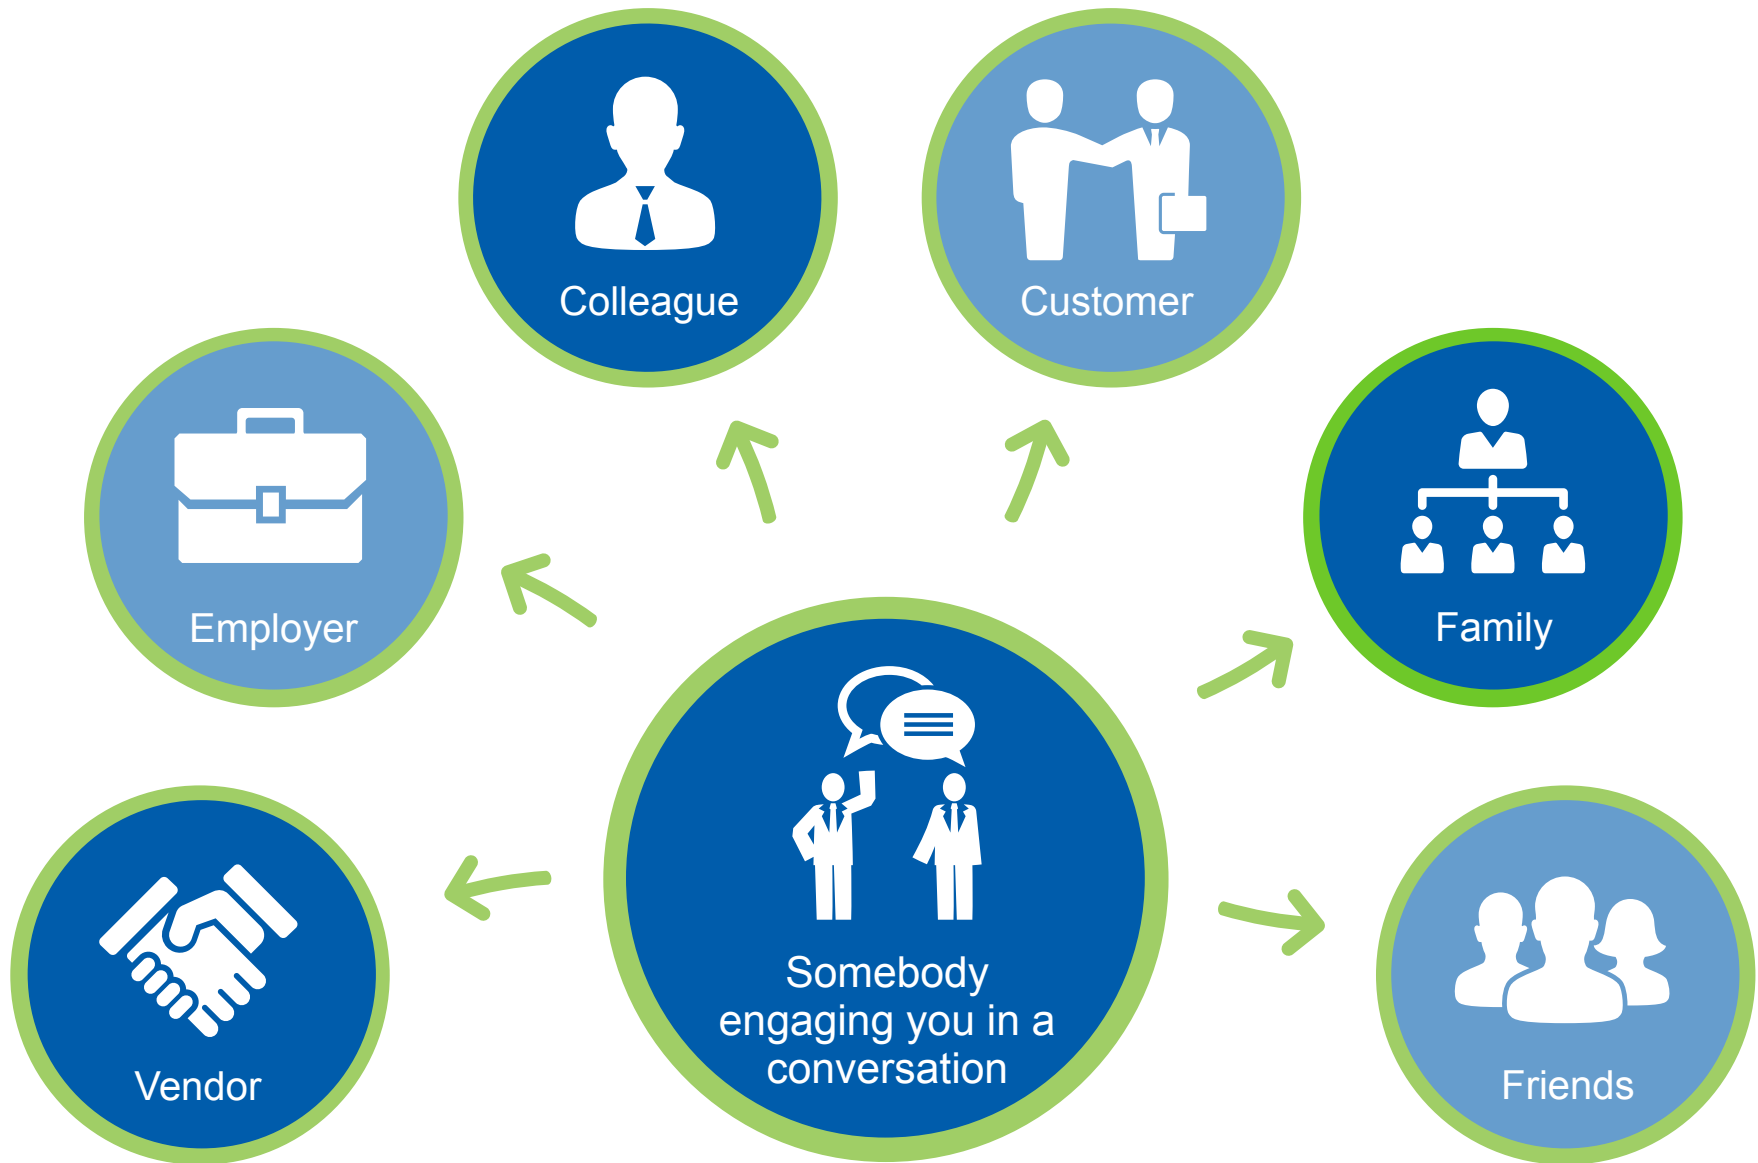 Colleague
Customer
Employer
Family
Somebody
engaging you in a
conversation
Vendor
Friends